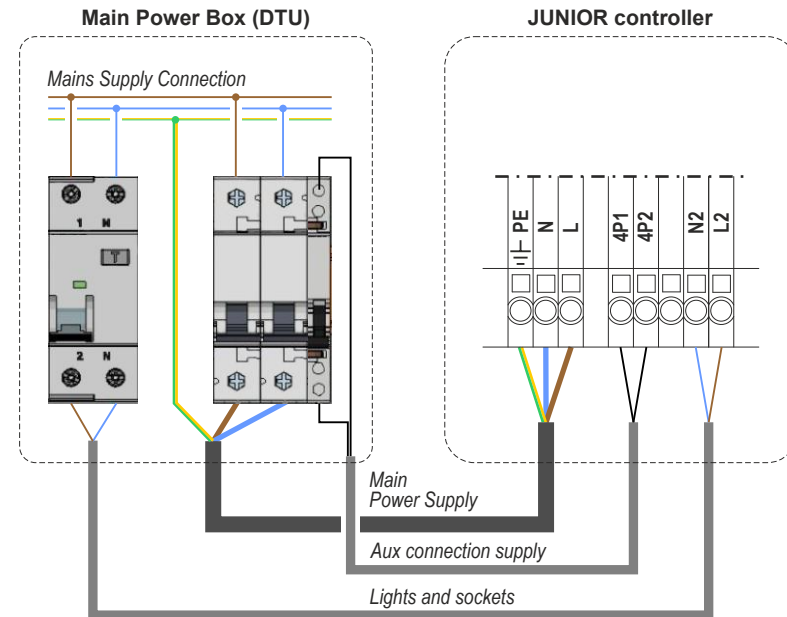 Main Power Box (DTU)
JUNIOR controller
Mains Supply Connection
1 N
T
2 N
PE
N
L
4P1
4P2
N2
L2
Main
Power Supply
Aux connection supply
Lights and sockets